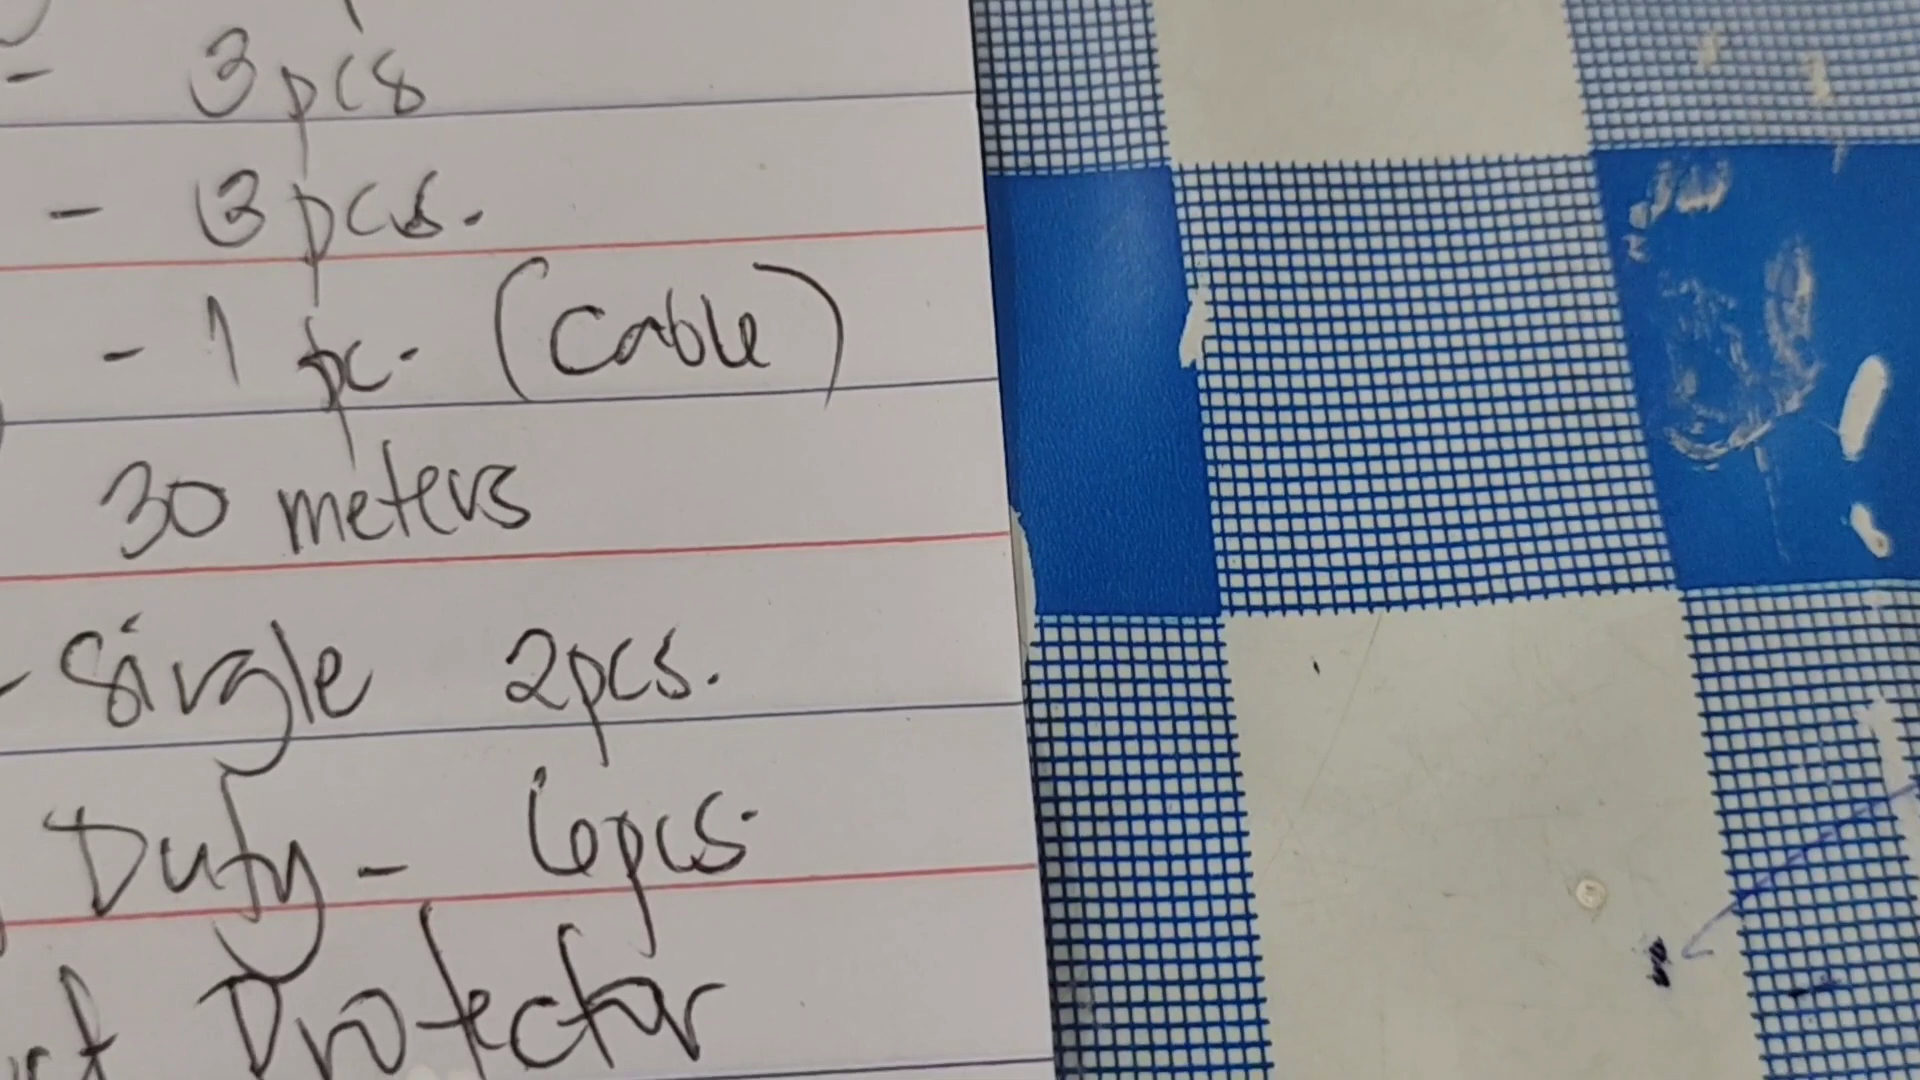 - 3pcs
- 3pcs.
- 1 pc. (Cable)
30 meters
- Single 2pcs.
Duty - 6pcs.
Protector